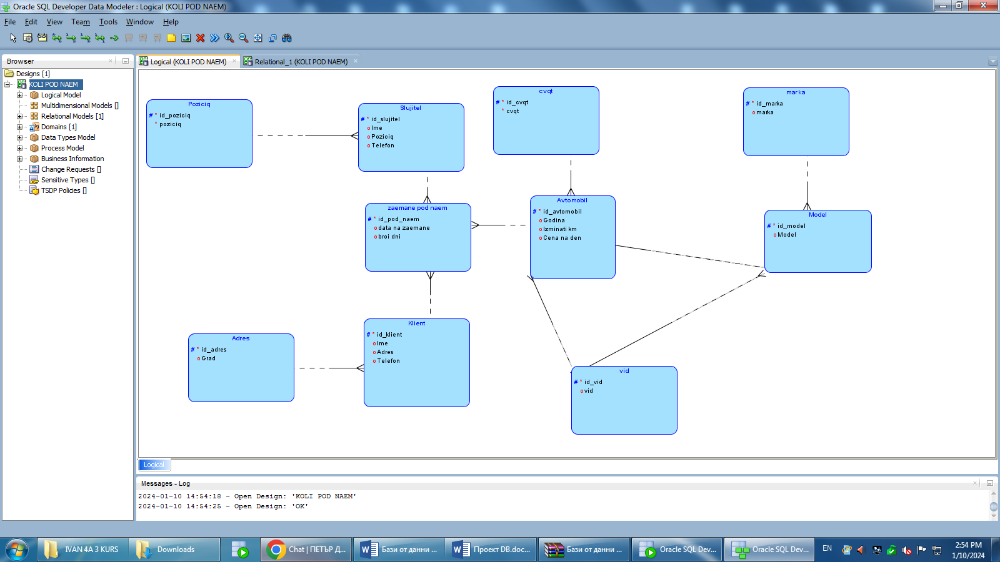 Oracle SQL Developer Data Modeler : Logical (KOLI POD NAEM)
File Edit View Team Tools Window Help
Browser
Designs [1]
KOLI POD NAEM
Logical Model
Multidimensional Models []
Relational Models [1]
Domains [1]
Data Types Model
Process Model
Business Information
Change Requests []
Sensitive Types []
TSDP Policies []
Logical (KOLI POD NAEM) Relational_1 (KOLI POD NAEM)
Poziciq
# * id_poziciq
* poziciq
Slujitel
# * id_slujitel
o Ime
o Poziciq
o Telefon
cvqt
# * id_cvqt
* cvqt
marka
# * id_marka
o marka
zaemane pod naem
# * id_pod_naem
o data na zaemane
o broi dni
Avtomobil
# * id_avtomobil
o Godina
o Izminati km
o Cena na den
Model
# * id_model
o Model
Adres
# * id_adres
o Grad
Klient
# * id_klient
o Ime
o Adres
o Telefon
vid
# * id_vid
o vid
Logical
Messages - Log
2024-01-10 14:54:18 - Open Design: 'KOLI POD NAEM'
2024-01-10 14:54:25 - Open Design: 'OK'
IVAN 4A 3 KURS
Downloads
Chat | ПЕТЪР Д...
Бази от данни ...
Проект DB.doc...
Бази от данни ...
Oracle SQL Dev...
Oracle SQL Dev...
EN
2:54 PM
1/10/2024